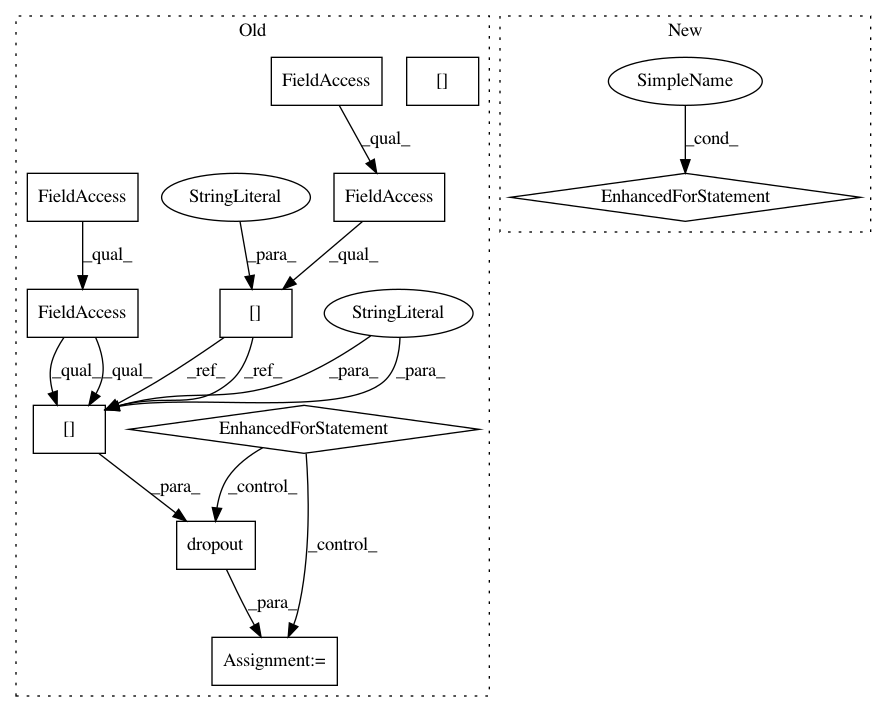 Old
New
FieldAccess
[]
SimpleName
_qual_
_cond_
FieldAccess
StringLiteral
FieldAccess
EnhancedForStatement
_qual_
_para_
_qual_
FieldAccess
[]
StringLiteral
_qual_
_qual_
_ref_
_ref_
_para_
_para_
[]
EnhancedForStatement
_para_
_control_
dropout
_control_
_para_
Assignment:=